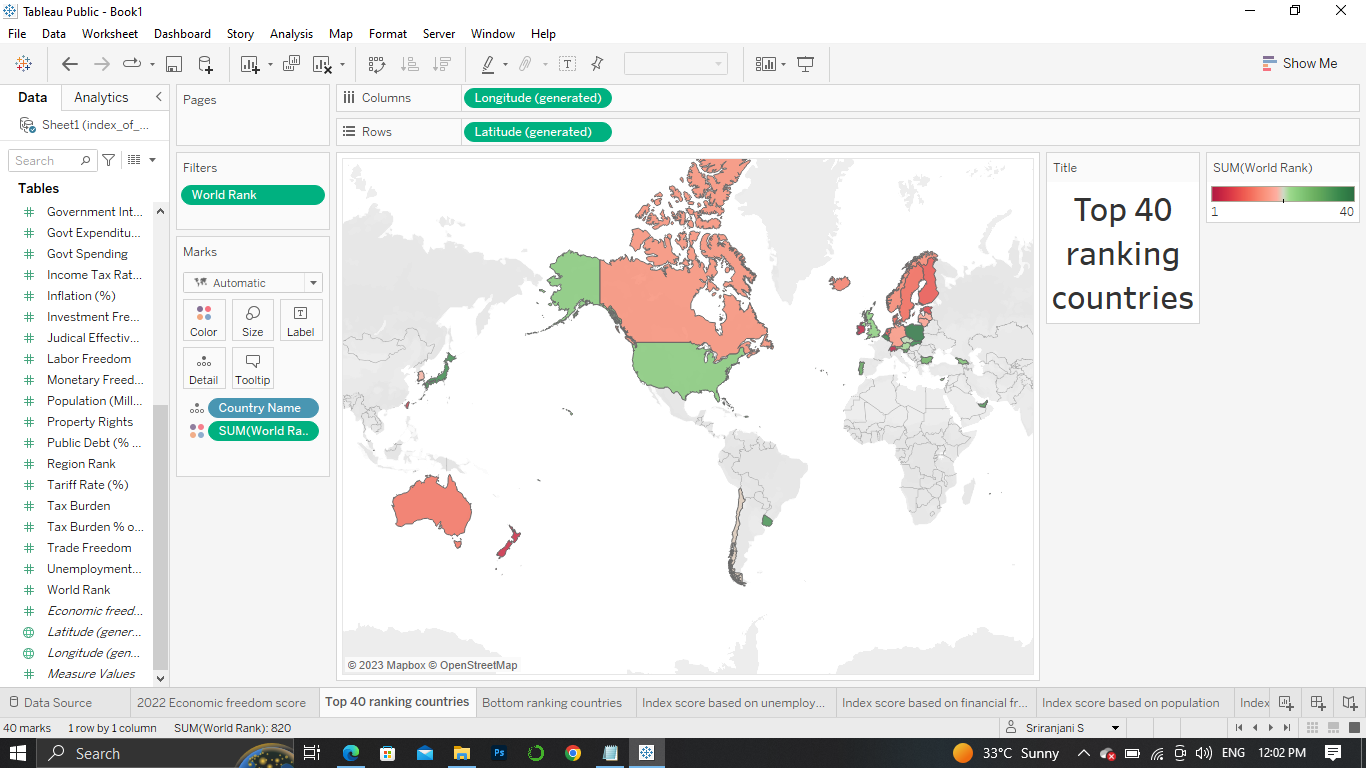 Tableau Public - Book1
File Data Worksheet Dashboard Story Analysis Map Format Server Window Help
Show Me
Data Analytics
Sheet1 (index_of_...
Search
Tables
Government Int...
Govt Expenditu...
Govt Spending
Income Tax Rat...
Inflation (%)
Investment Fre...
Judical Effectiv...
Labor Freedom
Monetary Freed...
Population (Mill...
Property Rights
Public Debt (% ...
Region Rank
Tariff Rate (%)
Tax Burden
Tax Burden % o...
Trade Freedom
Unemployment...
World Rank
Economic freed...
Latitude (gener...
Longitude (gen...
Measure Values
Pages
Filters
World Rank
Marks
Automatic
Color Size Label
Detail Tooltip
Country Name
SUM(World Ra..
Columns Longitude (generated)
Rows Latitude (generated)
© 2023 Mapbox © OpenStreetMap
Title
Top 40
ranking
countries
SUM(World Rank)
1 40
Data Source 2022 Economic freedom score Top 40 ranking countries Bottom ranking countries Index score based on unemploy... Index score based on financial fr... Index score based on population Index
40 marks 1 row by 1 column SUM(World Rank): 820 Sriranjani S
Search 33°C Sunny ENG 12:02 PM